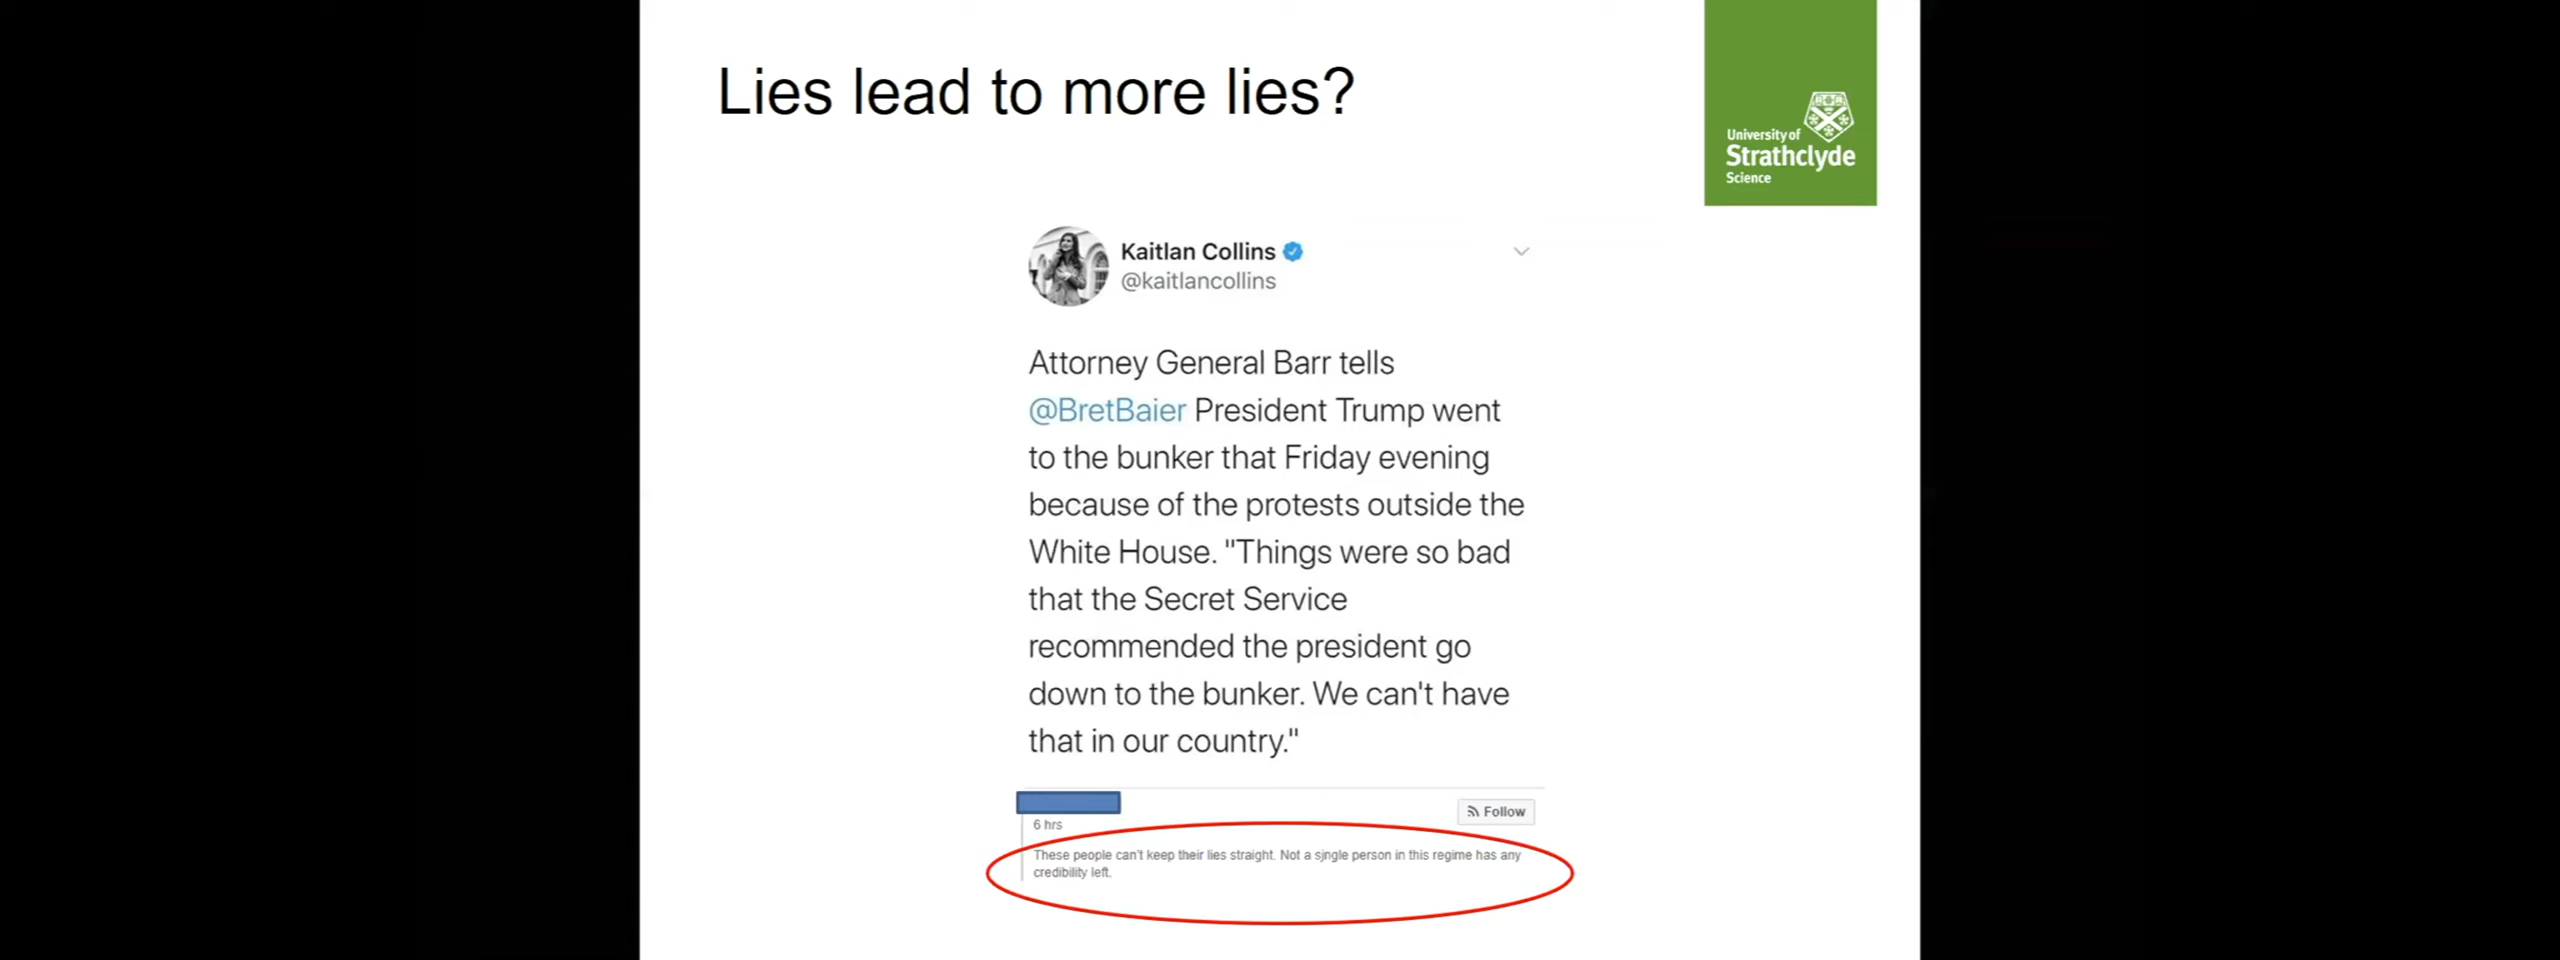 Lies lead to more lies?
University of
Strathclyde
Science
Kaitlan Collins
@kaitlancollins
Attorney General Barr tells
@BretBaier President Trump went
to the bunker that Friday evening
because of the protests outside the
White House. "Things were so bad
that the Secret Service
recommended the president go
down to the bunker. We can't have
that in our country."
Follow
6 hrs
These people can't keep their lies straight. Not a single person in this regime has any
credibility left.